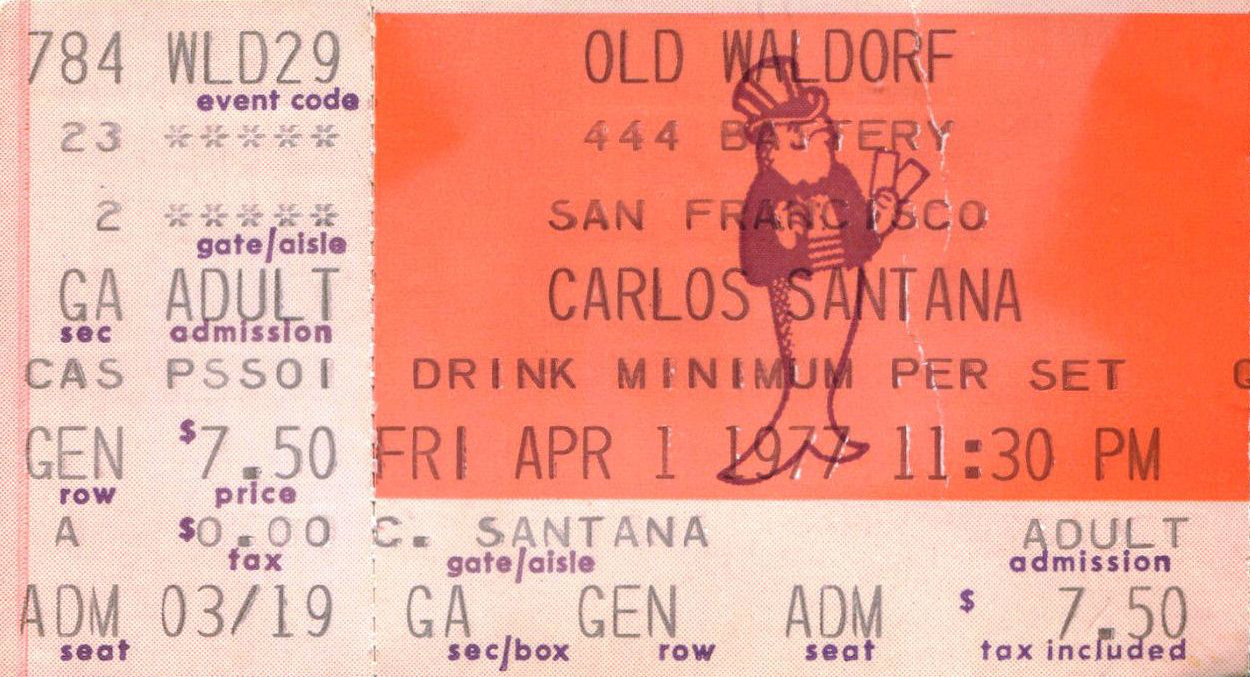 784 WLD29
event code
23 *****
2 *****
gate/aisle
GA ADULT
sec admission
CAS PSS01
GEN $7.50
row price
A $0.00
tax
ADM 03/19
seat
OLD WALDORF
444 BATTERY
SAN FRANCISCO
CARLOS SANTANA
DRINK MINIMUM PER SET
FRI APR 1 1977 11:30 PM
C. SANTANA ADULT
gate/aisle admission
GA GEN ADM $ 7.50
sec/box row seat tax included